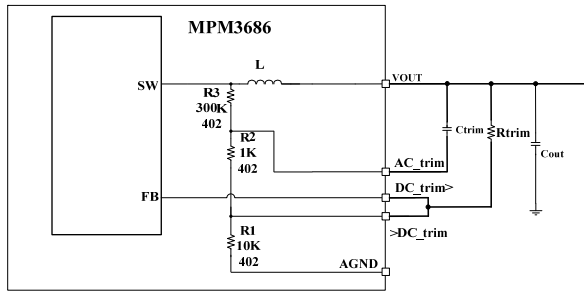 MPM3686
L
VOUT
SW
R3
300K
402
Ctrim
Rtrim
Cout
R2
1K
402
AC_trim
DC_trim>
FB
>DC_trim
R1
10K
402
AGND